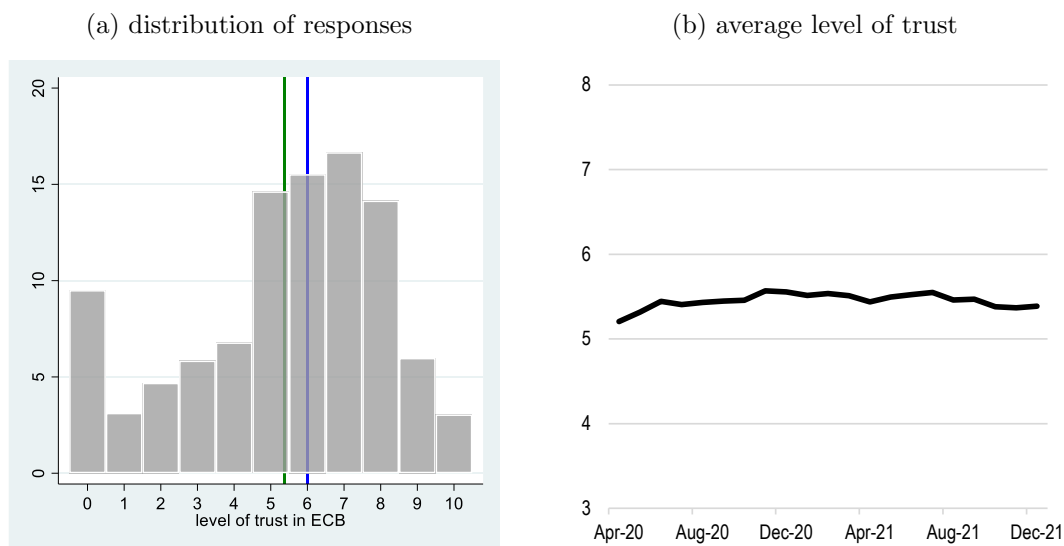 (a) distribution of responses
20
15
10
5
0
0 1 2 3 4 5 6 7 8 9 10
level of trust in ECB
(b) average level of trust
8
7
6
5
4
3
Apr-20 Aug-20 Dec-20 Apr-21 Aug-21 Dec-21